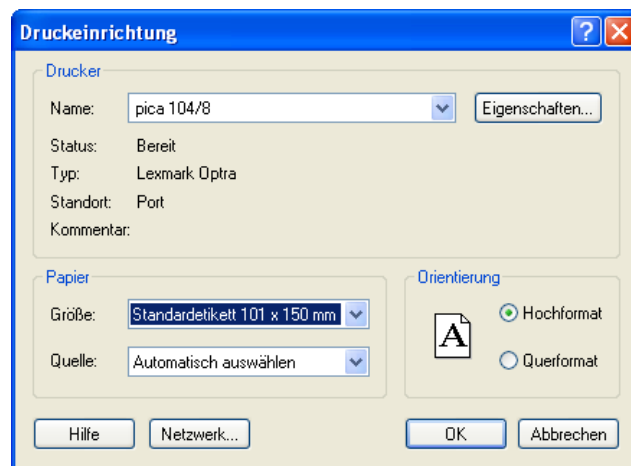 Druckeinrichtung
Drucker
Name: pica 104/8 Eigenschaften...
Status: Bereit
Typ: Lexmark Optra
Standort: Port
Kommentar:
Papier
Größe: Standardetikett 101 x 150 mm
Quelle: Automatisch auswählen
Orientierung
A
Hochformat
Querformat
Hilfe Netzwerk... OK Abbrechen